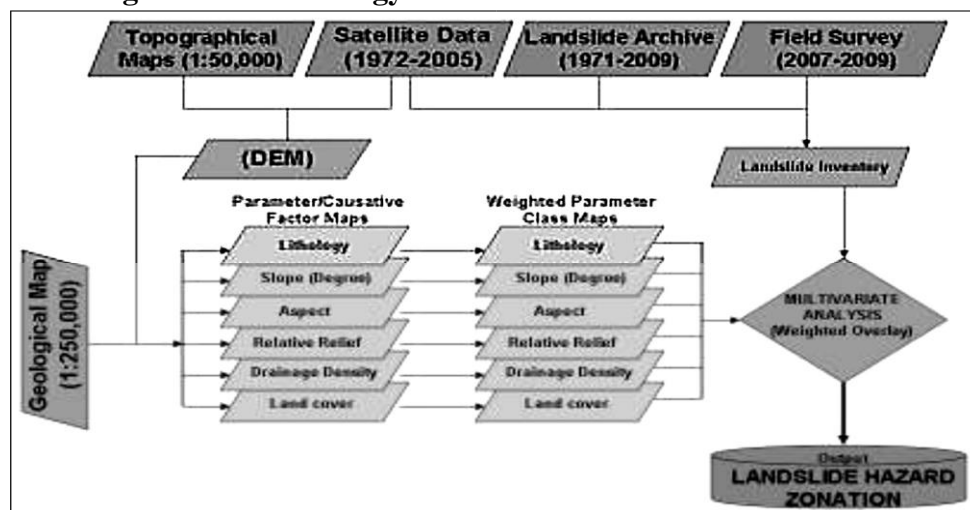 Topographical
Maps (1:50,000)
Satellite Data
(1972-2005)
Landslide Archive
(1971-2009)
Field Survey
(2007-2009)
(DEM)
Landslide Inventory
Parameter/Causative
Factor Maps
Weighted Parameter
Class Maps
Geological Map
(1:250,000)
Lithology
Lithology
Slope (Degree)
Slope (Degree)
Aspect
Aspect
Relative Relief
Relative Relief
Drainage Density
Drainage Density
Land cover
Land cover
MULTIVARIATE
ANALYSIS
(Weighted Overlay)
Output
LANDSLIDE HAZARD
ZONATION